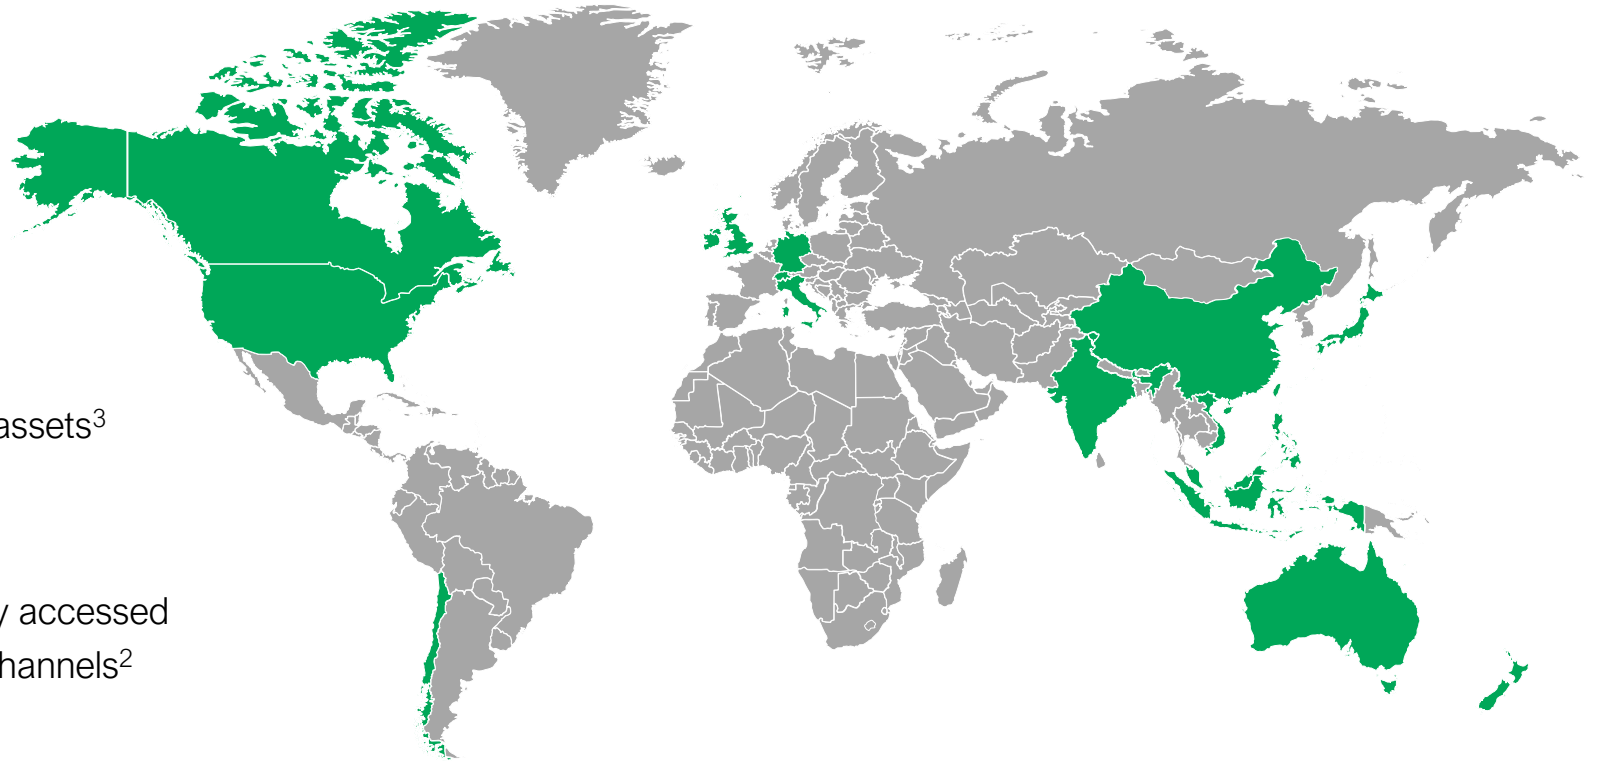 assets³
y accessed
hannels²